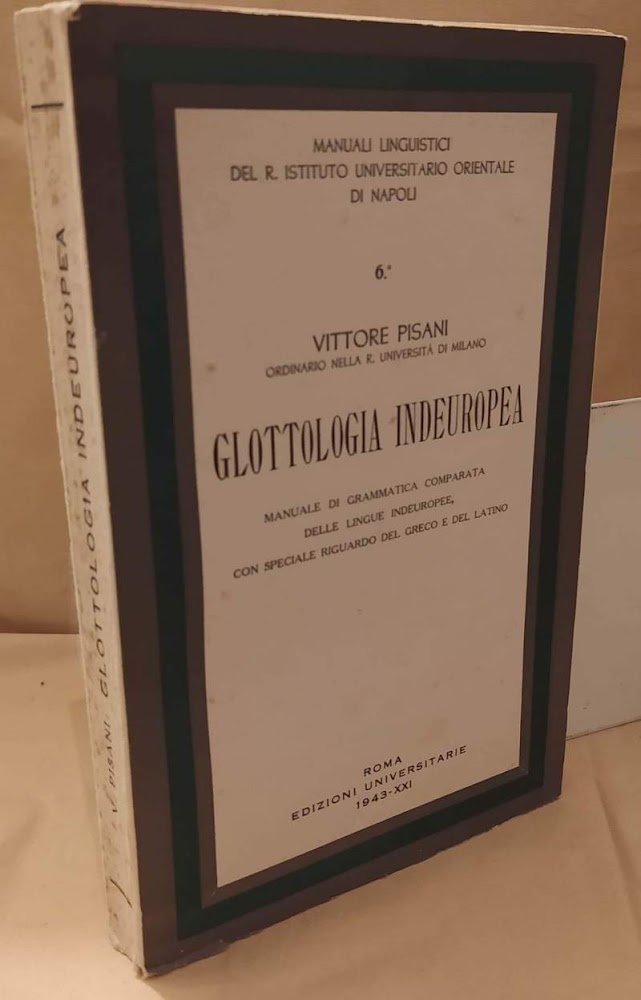 MANUALI LINGUISTICI
DEL R. ISTITUTO UNIVERSITARIO ORIENTALE
DI NAPOLI
6.°
VITTORE PISANI
ORDINARIO NELLA R. UNIVERSITÀ DI MILANO
GLOTTOLOGIA INDEUROPEA
MANUALE DI GRAMMATICA COMPARATA
DELLE LINGUE INDEUROPEE,
CON SPECIALE RIGUARDO DEL GRECO E DEL LATINO
ROMA
EDIZIONI UNIVERSITARIE
1943-XXI
V. PISANI: GLOTTOLOGIA INDEUROPEA